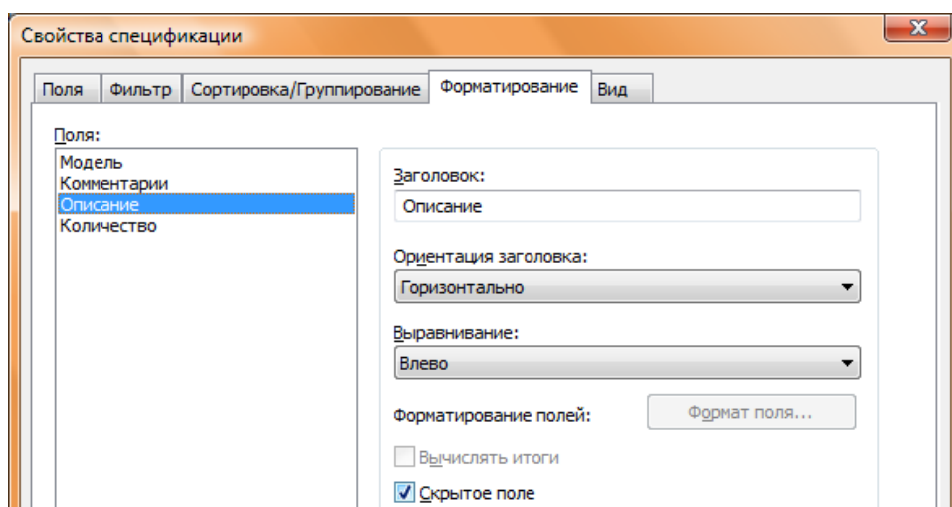 Свойства спецификации
Поля Фильтр Сортировка/Группирование Форматирование Вид
Поля:
Модель
Комментарии
Описание
Количество
Заголовок:
Описание
Ориентация заголовка:
Горизонтально
Выравнивание:
Влево
Форматирование полей: Формат поля...
Вычислять итоги
Скрытое поле